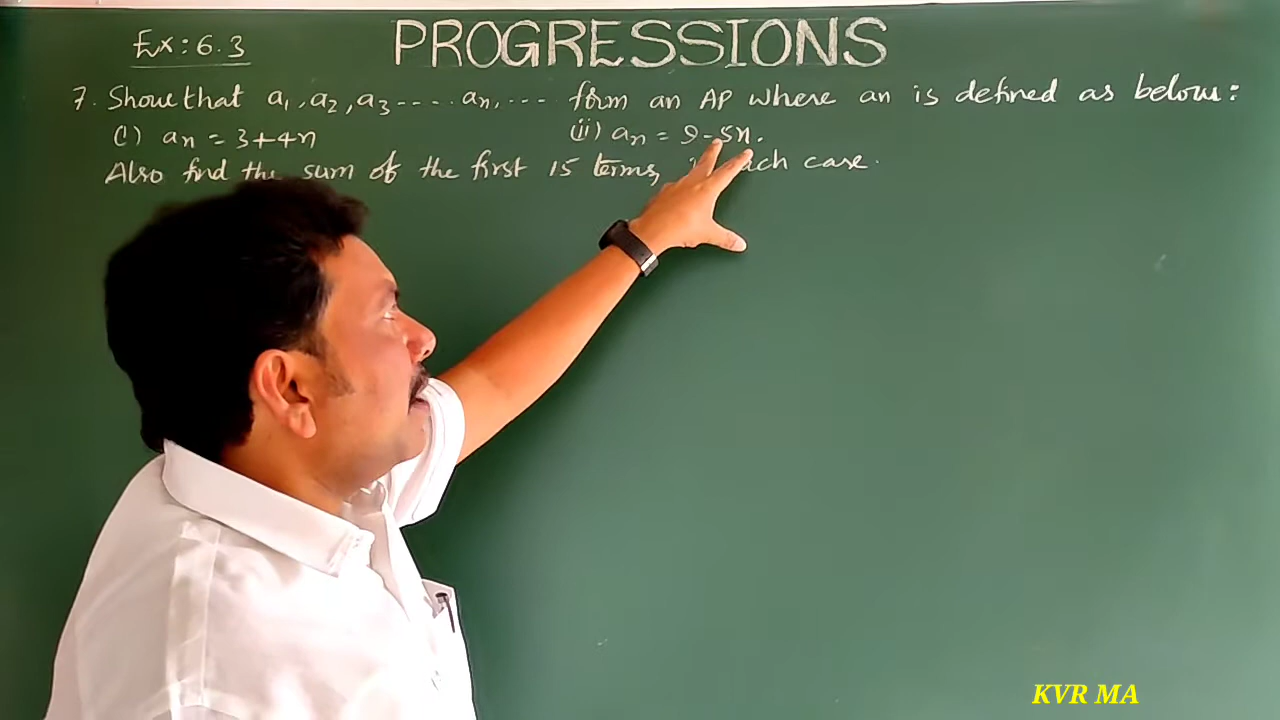 Ex: 6.3
PROGRESSIONS
7. Show that a1, a2, a3 ---- an, --- form an AP where an is defined as below:
(i) an = 3+4n (ii) an = 9-5n.
Also find the sum of the first 15 terms, case.
KVR MA